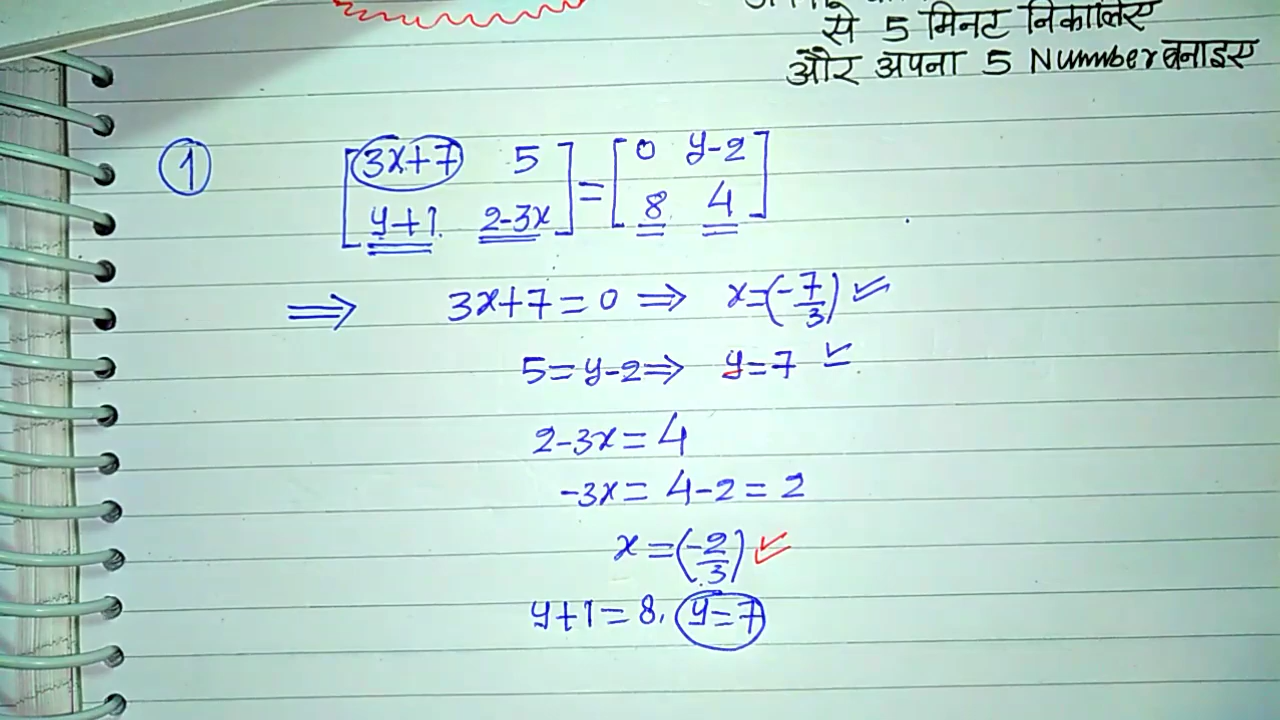 से 5 मिनट निकालिए
और अपना 5 Number बनाइए
① [3x+7 5] = [0 y-2]
[y+1 2-3x] [8 4]
⇒ 3x+7=0 ⇒ x=(-7/3) ✓
5=y-2⇒ y=7 ✓
2-3x=4
-3x=4-2=2
x=(-2/3) ✓
y+1=8, y=7